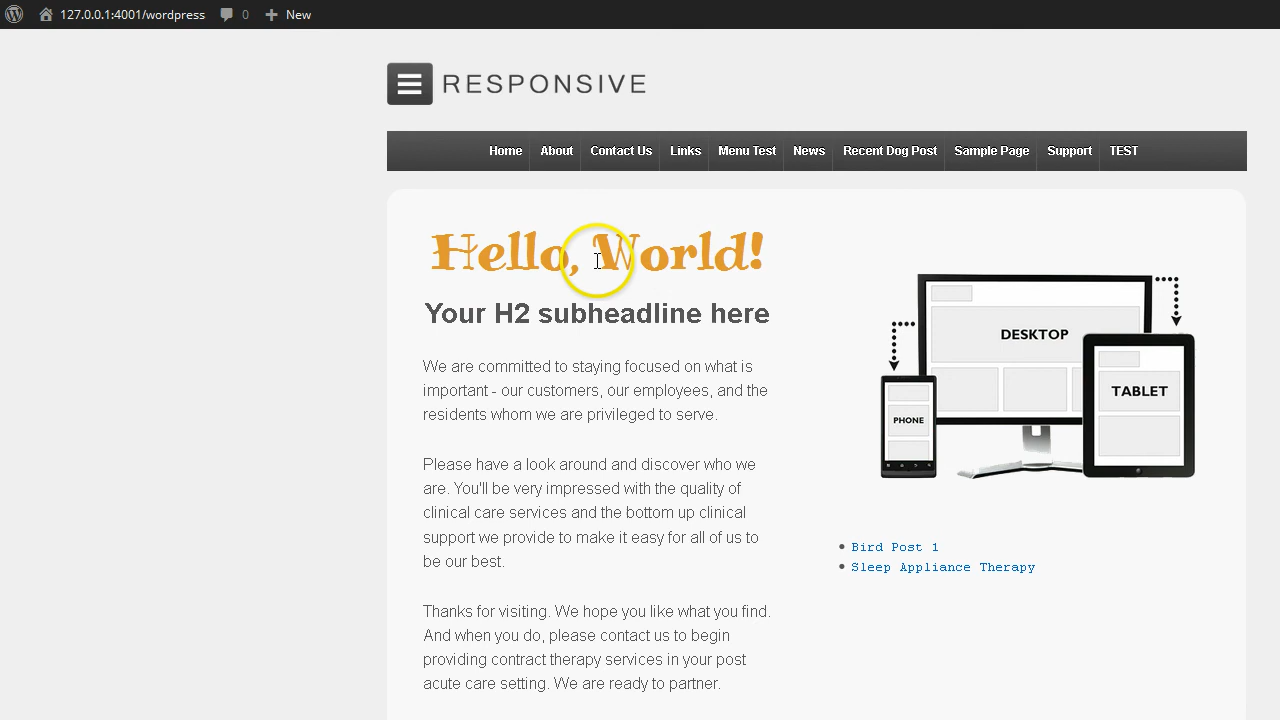 127.0.0.1:4001/wordpress 0 New
RESPONSIVE
Home About Contact Us Links Menu Test News Recent Dog Post Sample Page Support TEST
Hello, World!
Your H2 subheadline here
We are committed to staying focused on what is
important - our customers, our employees, and the
residents whom we are privileged to serve.
Please have a look around and discover who we
are. You'll be very impressed with the quality of
clinical care services and the bottom up clinical
support we provide to make it easy for all of us to
be our best.
Thanks for visiting. We hope you like what you find.
And when you do, please contact us to begin
providing contract therapy services in your post
acute care setting. We are ready to partner.
DESKTOP
TABLET
PHONE
Bird Post 1
Sleep Appliance Therapy